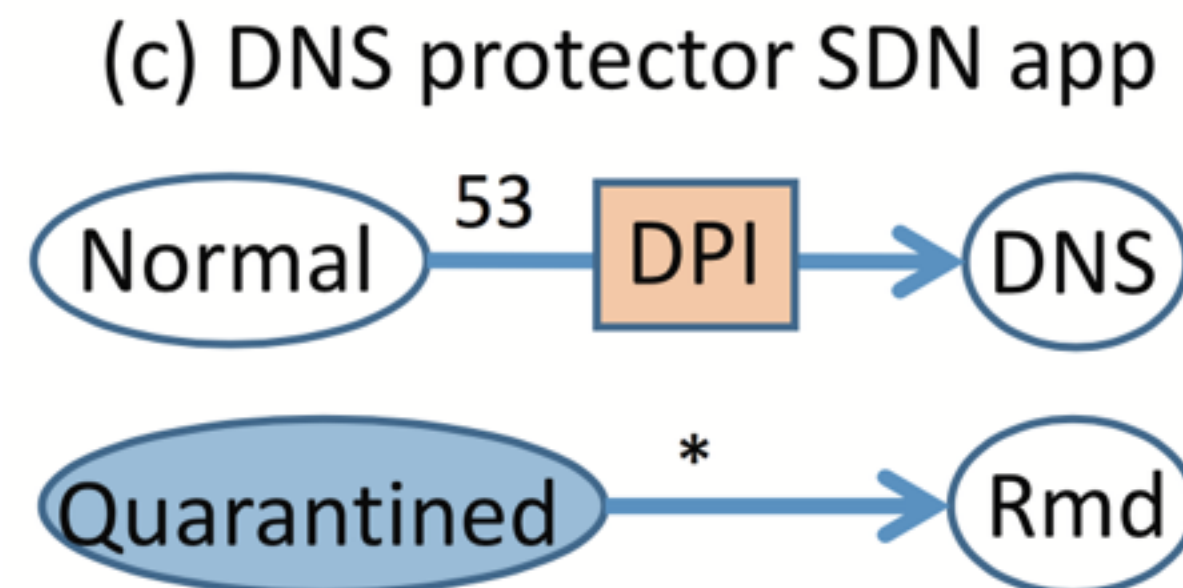 (c) DNS protector SDN app
53
Normal DPI DNS
*
Quarantined Rmd